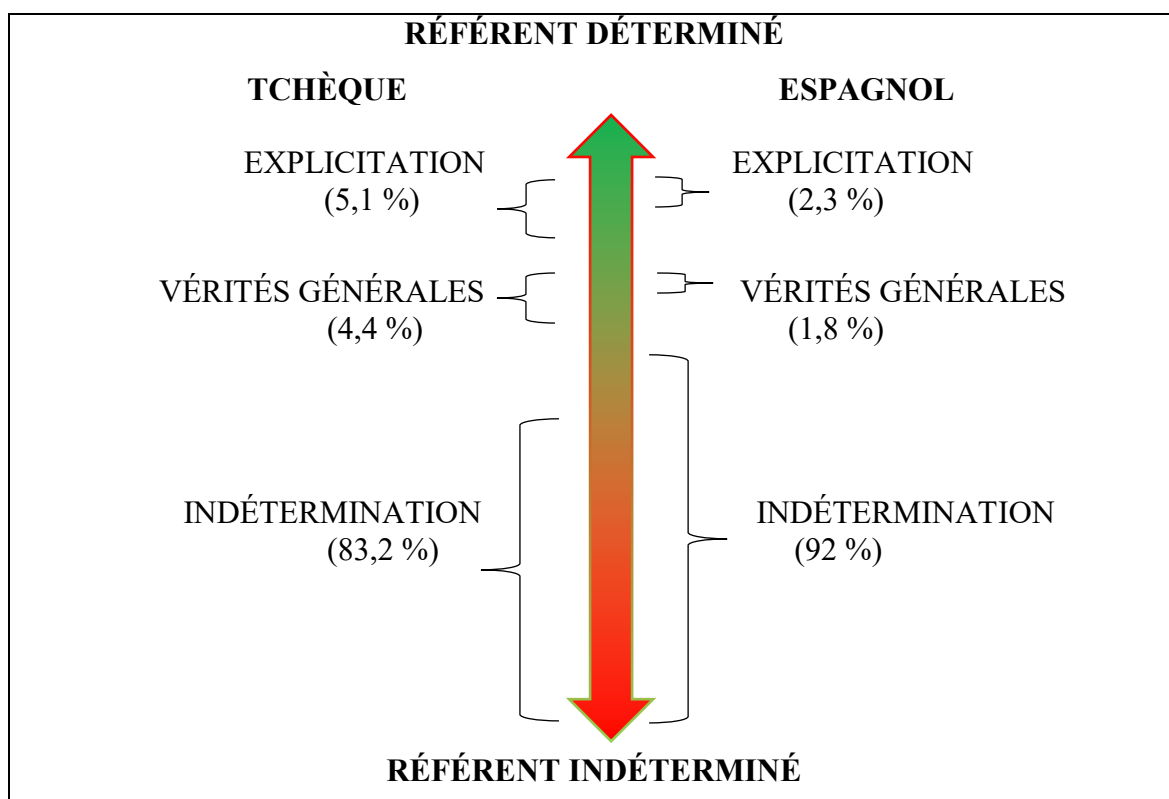 RÉFÉRENT DÉTERMINÉ
TCHÈQUE
ESPAGNOL
EXPLICITATION
(5,1 %)
EXPLICITATION
(2,3 %)
VÉRITÉS GÉNÉRALES
(4,4 %)
VÉRITÉS GÉNÉRALES
(1,8 %)
INDÉTERMINATION
(83,2 %)
INDÉTERMINATION
(92 %)
RÉFÉRENT INDÉTERMINÉ